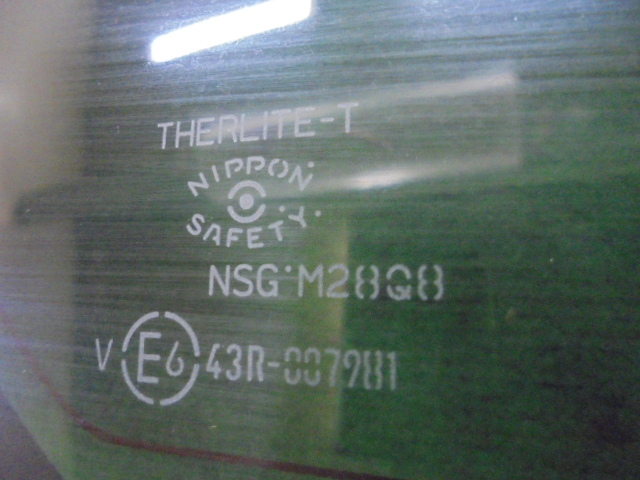 THERLITE-T
NIPPON
SAFETY
NSG M28Q8
V E6 43R-007981